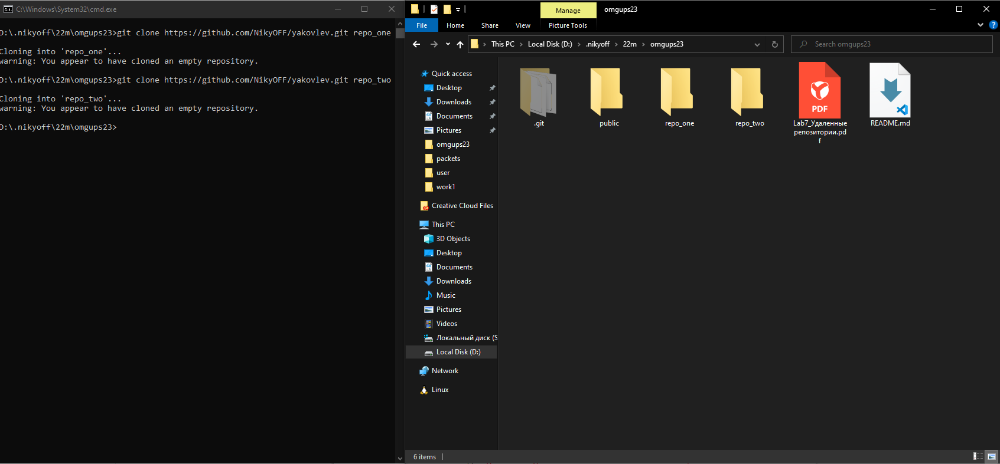 C:\Windows\System32\cmd.exe
D:\.nikyoff\22m\omgups23>git clone https://github.com/NikyOFF/yakovlev.git repo_one
Cloning into 'repo_one'...
warning: You appear to have cloned an empty repository.
D:\.nikyoff\22m\omgups23>git clone https://github.com/NikyOFF/yakovlev.git repo_two
Cloning into 'repo_two'...
warning: You appear to have cloned an empty repository.
D:\.nikyoff\22m\omgups23>
Manage
omgups23
File
Home
Share
View
Picture Tools
This PC
Local Disk (D:)
.nikyoff
22m
omgups23
Search omgups23
Quick access
Desktop
Downloads
Documents
Pictures
omgups23
packets
user
work1
Creative Cloud Files
This PC
3D Objects
Desktop
Documents
Downloads
Music
Pictures
Videos
Локальный диск (S
Local Disk (D:)
Network
Linux
.git
public
repo_one
repo_two
PDF
Lab7_Удаленные
репозитории.pd
f
README.md
6 items